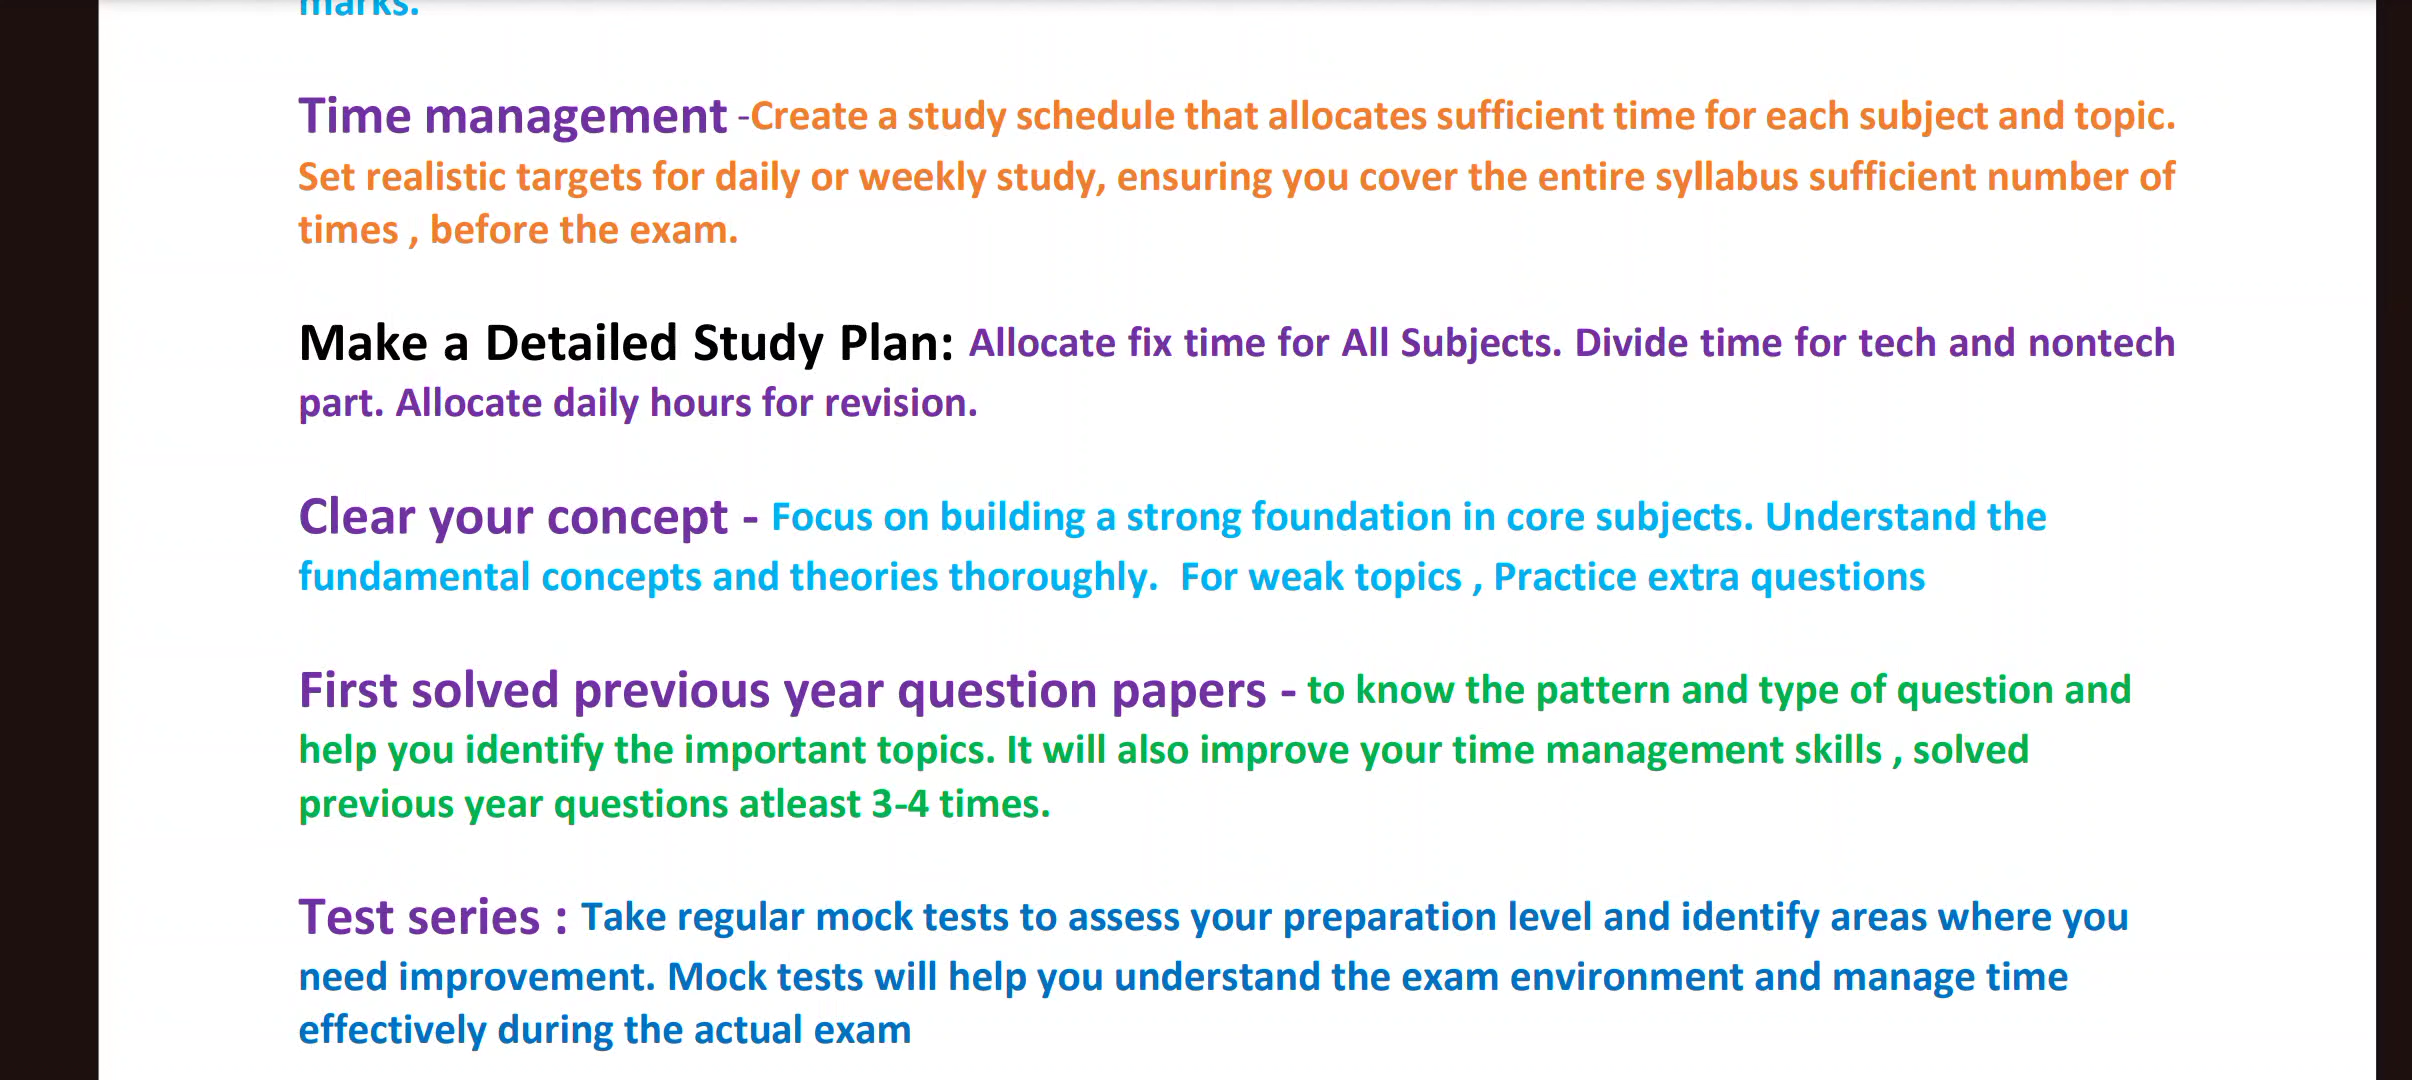 marks.
Time management -Create a study schedule that allocates sufficient time for each subject and topic.
Set realistic targets for daily or weekly study, ensuring you cover the entire syllabus sufficient number of
times , before the exam.
Make a Detailed Study Plan: Allocate fix time for All Subjects. Divide time for tech and nontech
part. Allocate daily hours for revision.
Clear your concept - Focus on building a strong foundation in core subjects. Understand the
fundamental concepts and theories thoroughly.  For weak topics , Practice extra questions
First solved previous year question papers - to know the pattern and type of question and
help you identify the important topics. It will also improve your time management skills , solved
previous year questions atleast 3-4 times.
Test series : Take regular mock tests to assess your preparation level and identify areas where you
need improvement. Mock tests will help you understand the exam environment and manage time
effectively during the actual exam